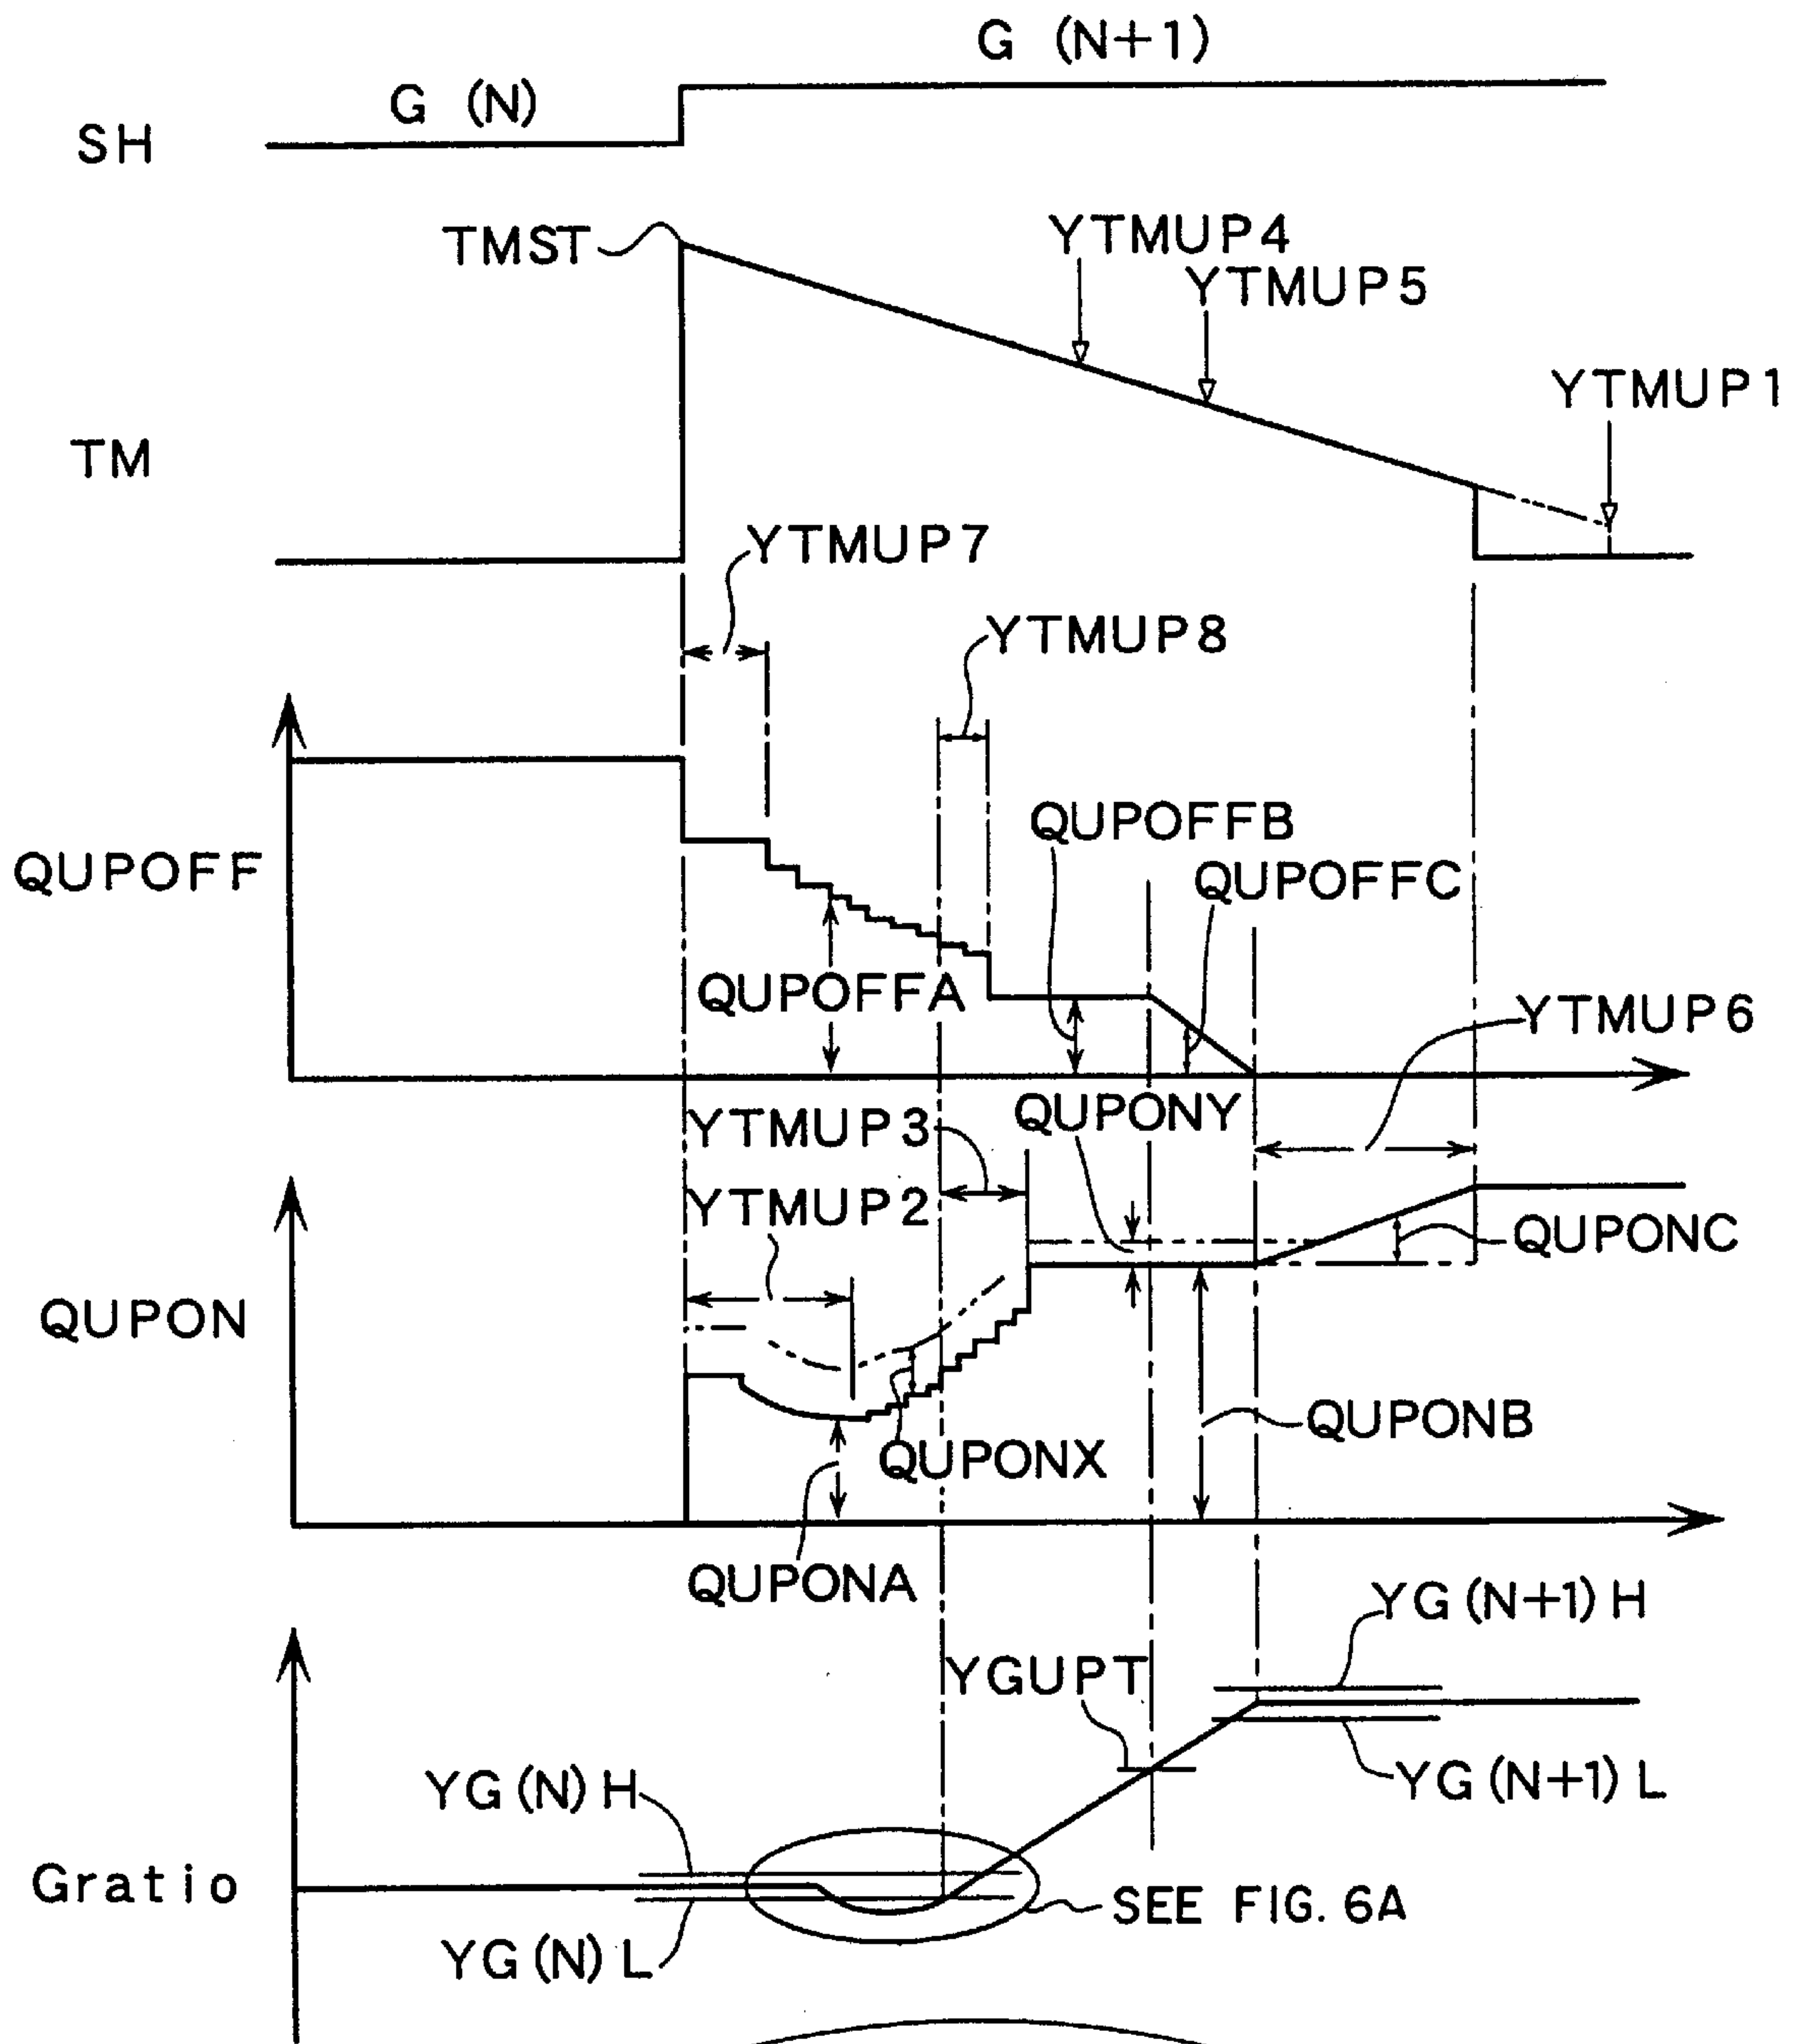 G (N+1)
G (N)
SH
TMST
YTMUP4
YTMUP5
YTMUP1
TM
YTMUP7
YTMUP8
QUPOFFB
QUPOFF
QUPOFFC
QUPOFFA
YTMUP6
YTMUP3
QUPONY
YTMUP2
QUPONC
QUPON
QUPONB
QUPONX
QUPONA
YG (N+1) H
YGUPT
YG (N) H
YG (N+1) L
Gratio
SEE FIG. 6A
YG (N) L